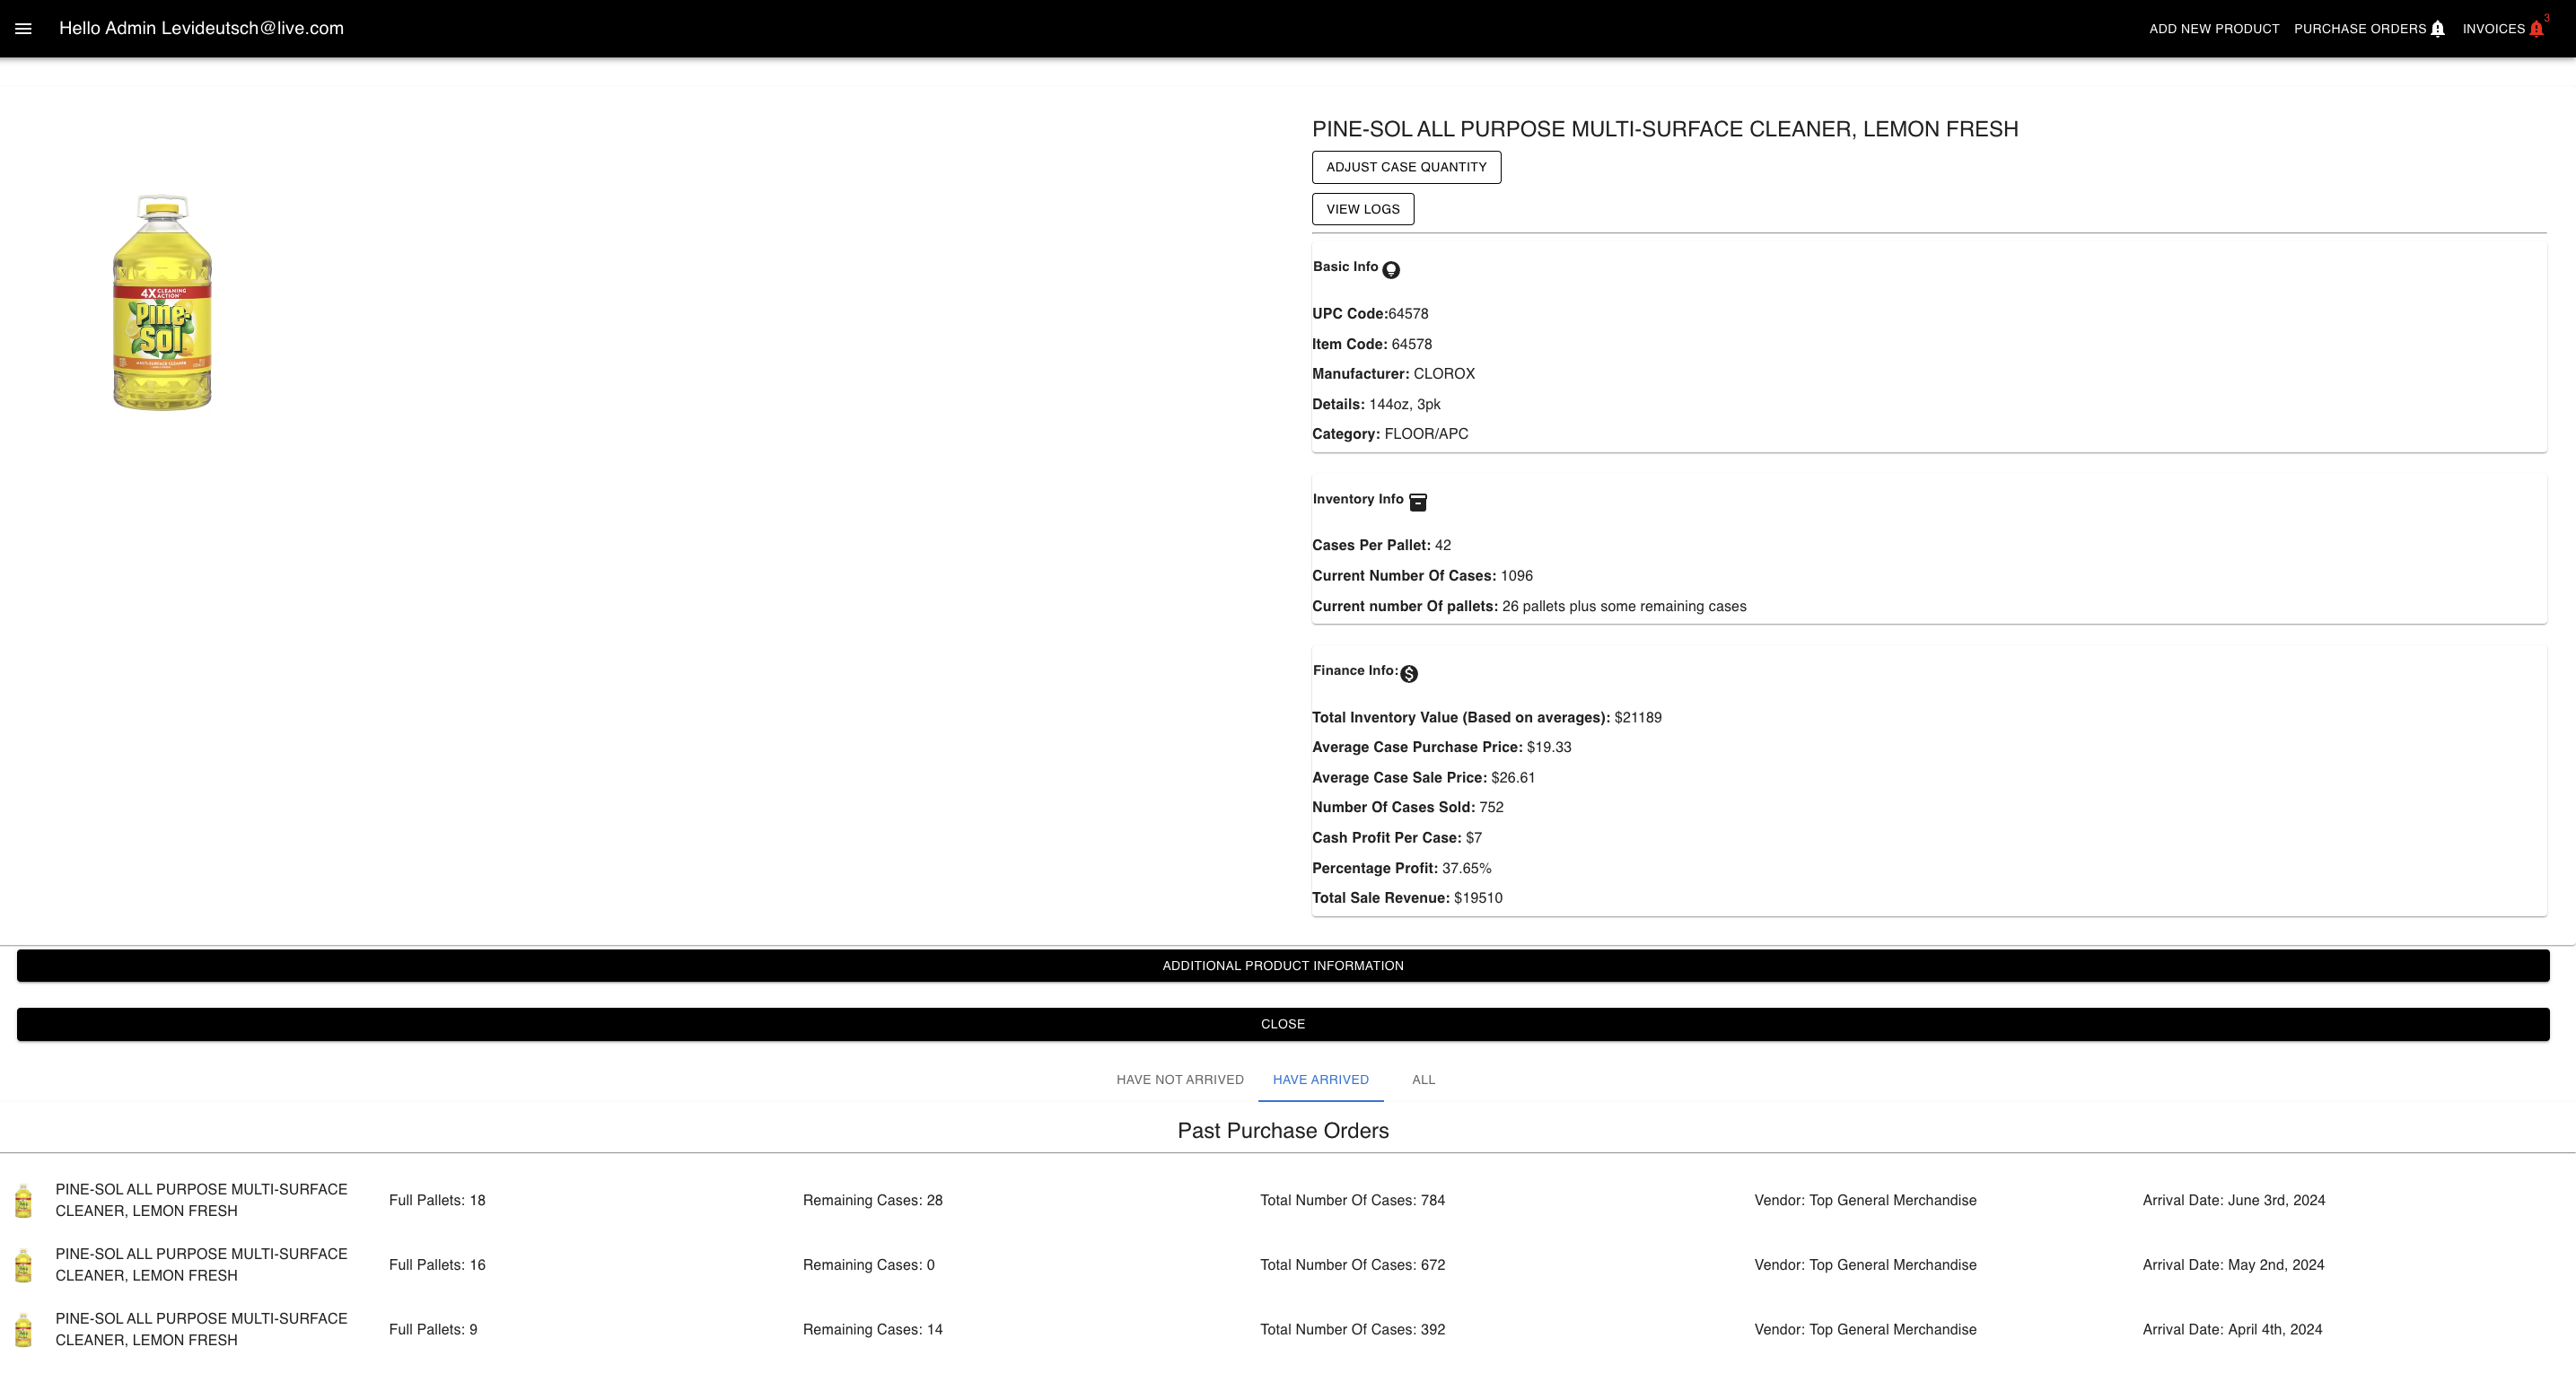 Hello Admin Levideutsch@live.com
ADD NEW PRODUCT
PURCHASE ORDERS
INVOICES
3
PINE-SOL ALL PURPOSE MULTI-SURFACE CLEANER, LEMON FRESH
ADJUST CASE QUANTITY
VIEW LOGS
4X CLEANING ACTION
Pine-
Sol
Basic Info
UPC Code:64578
Item Code: 64578
Manufacturer: CLOROX
Details: 144oz, 3pk
Category: FLOOR/APC
Inventory Info
Cases Per Pallet: 42
Current Number Of Cases: 1096
Current number Of pallets: 26 pallets plus some remaining cases
Finance Info:
Total Inventory Value (Based on averages): $21189
Average Case Purchase Price: $19.33
Average Case Sale Price: $26.61
Number Of Cases Sold: 752
Cash Profit Per Case: $7
Percentage Profit: 37.65%
Total Sale Revenue: $19510
ADDITIONAL PRODUCT INFORMATION
CLOSE
HAVE NOT ARRIVED
HAVE ARRIVED
ALL
Past Purchase Orders
PINE-SOL ALL PURPOSE MULTI-SURFACE
CLEANER, LEMON FRESH
Full Pallets: 18
Remaining Cases: 28
Total Number Of Cases: 784
Vendor: Top General Merchandise
Arrival Date: June 3rd, 2024
PINE-SOL ALL PURPOSE MULTI-SURFACE
CLEANER, LEMON FRESH
Full Pallets: 16
Remaining Cases: 0
Total Number Of Cases: 672
Vendor: Top General Merchandise
Arrival Date: May 2nd, 2024
PINE-SOL ALL PURPOSE MULTI-SURFACE
CLEANER, LEMON FRESH
Full Pallets: 9
Remaining Cases: 14
Total Number Of Cases: 392
Vendor: Top General Merchandise
Arrival Date: April 4th, 2024